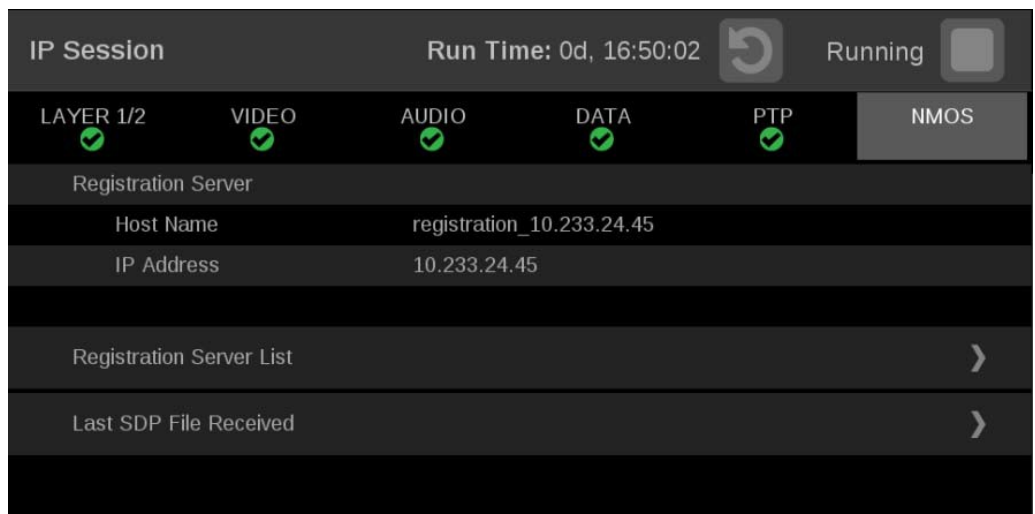 IP Session Run Time: 0d, 16:50:02 Running
LAYER 1/2 VIDEO AUDIO DATA PTP NMOS
Registration Server
Host Name registration_10.233.24.45
IP Address 10.233.24.45
Registration Server List
Last SDP File Received